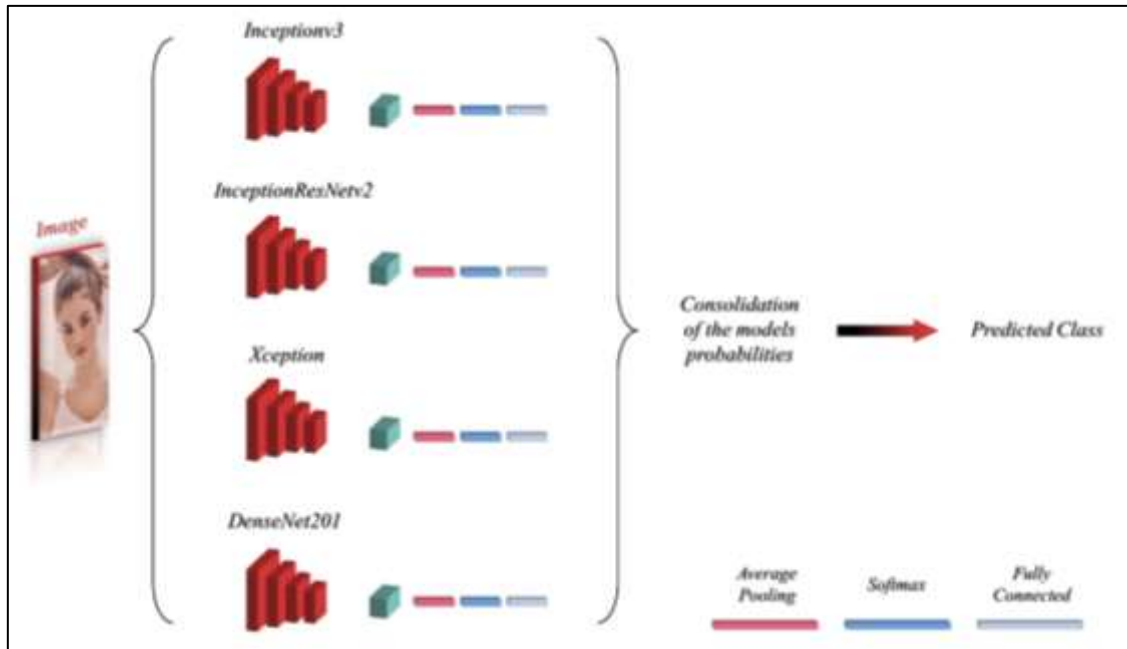 Inceptionv3
InceptionResNetv2
Image
Xception
DenseNet201
Consolidation
of the models
probabilities
Predicted Class
Average
Pooling
Softmax
Fully
Connected